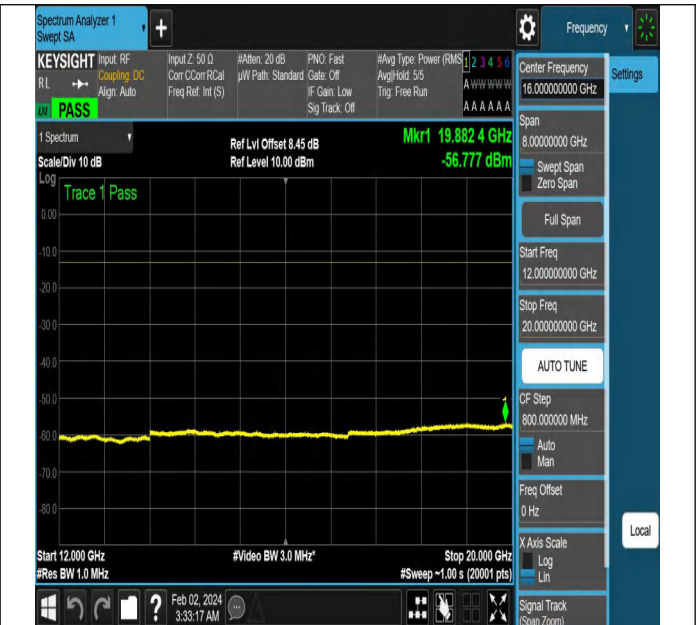 Spectrum Analyzer 1
Swept SA
+
Frequency
KEYSIGHT
RL
PASS
Input: RF
Coupling: DC
Align: Auto
Input Z: 50 Ω
Corr CCorr RCal
Freq Ref: Int (S)
#Atten: 20 dB
µW Path: Standard
PNO: Fast
Gate: Off
IF Gain: Low
Sig Track: Off
#Avg Type: Power (RMS
Avg|Hold: 5/5
Trig: Free Run
1 2 3 4 5 6
A W W W W W
A A A A A A
Center Frequency
16.000000000 GHz
Settings
1 Spectrum
Scale/Div 10 dB
Ref Lvl Offset 8.45 dB
Ref Level 10.00 dBm
Mkr1 19.882 4 GHz
-56.777 dBm
Span
8.00000000 GHz
Swept Span
Zero Span
Full Span
Log
Trace 1 Pass
0.00
-10.0
-20.0
-30.0
-40.0
-50.0
-60.0
-70.0
-80.0
1
Start Freq
12.000000000 GHz
Stop Freq
20.000000000 GHz
AUTO TUNE
CF Step
800.000000 MHz
Auto
Man
Freq Offset
0 Hz
Local
X Axis Scale
Log
Lin
Start 12.000 GHz
#Res BW 1.0 MHz
#Video BW 3.0 MHz*
Stop 20.000 GHz
#Sweep ~1.00 s (20001 pts)
?
Feb 02, 2024
3:33:17 AM
Signal Track
(Span Zoom)